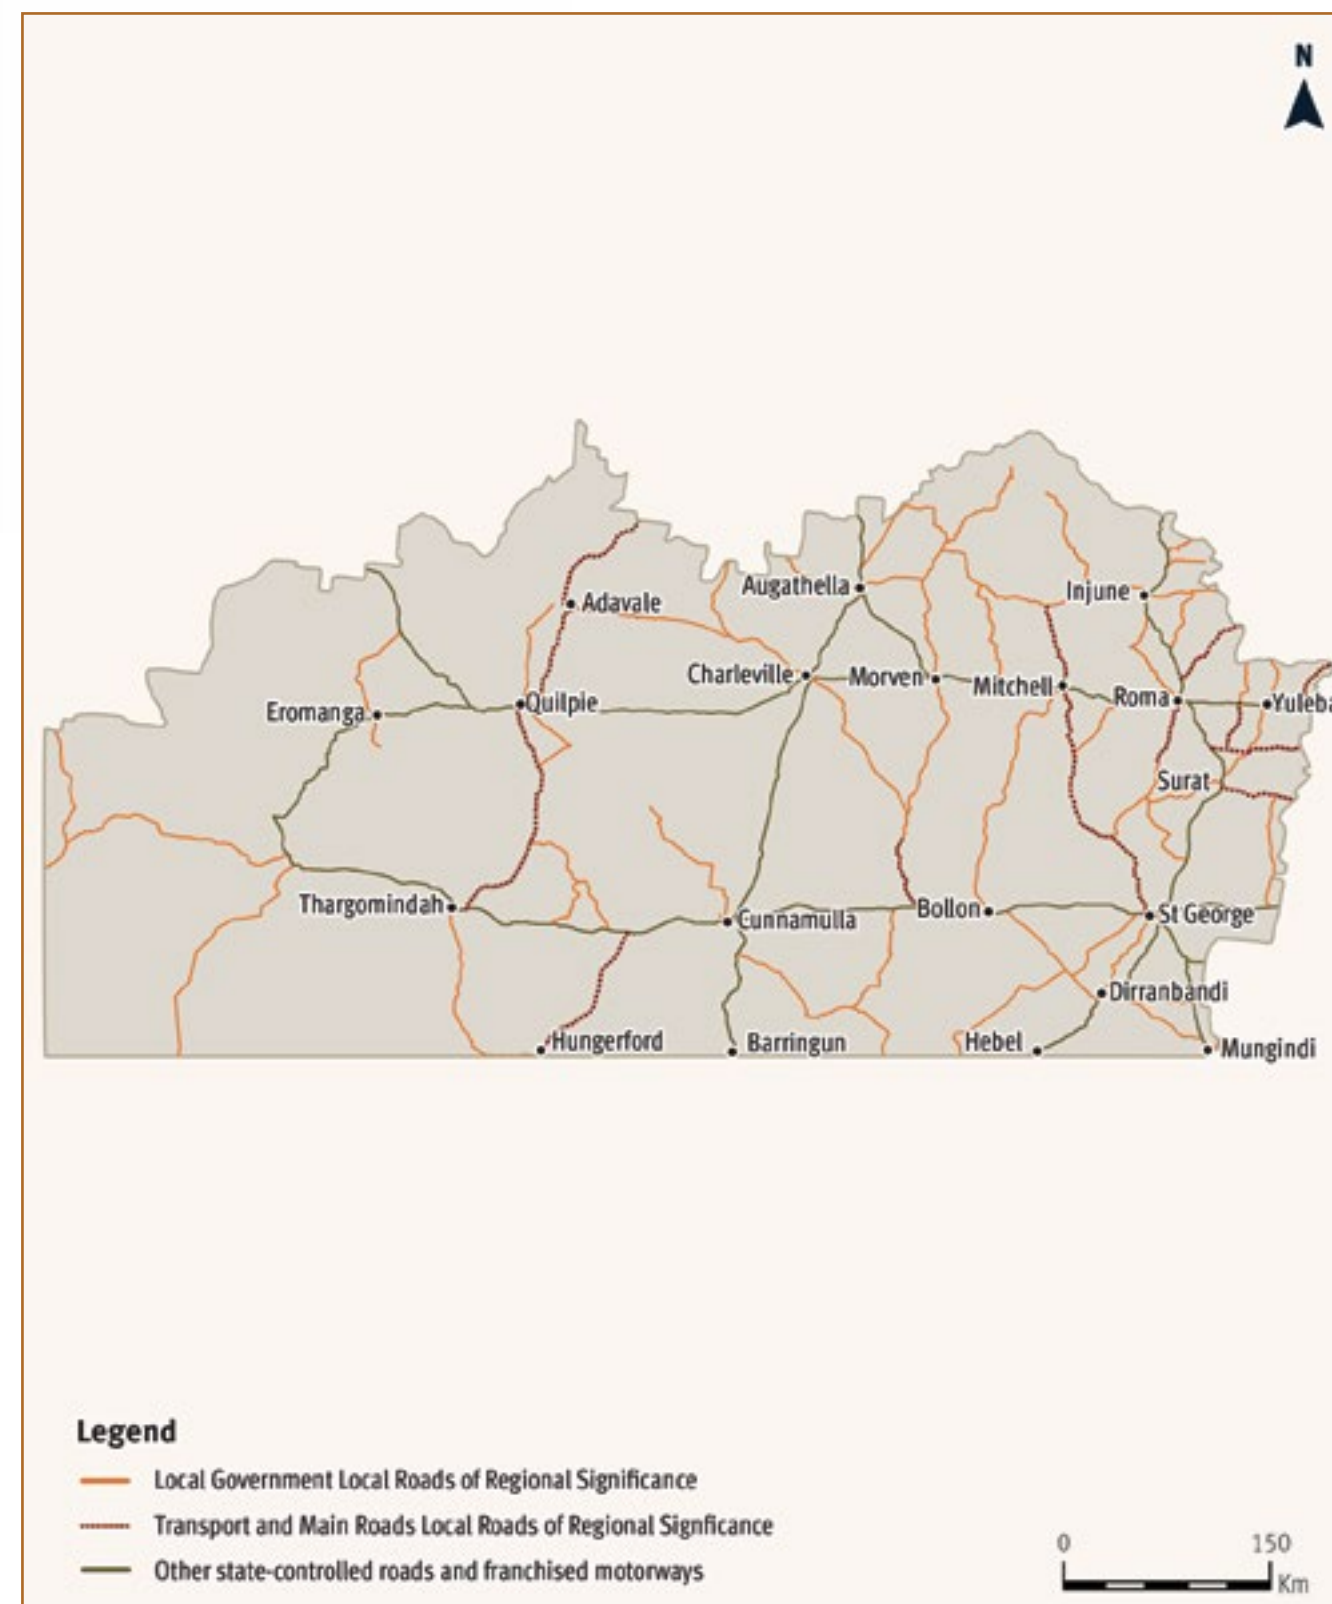 N
Adavale
Augathella
Injune
Charleville
Morven
Mitchell
Roma
Yuleba
Eromanga
Quilpie
Surat
Thargomindah
Cunnamulla
Bollon
St George
Dirranbandi
Hungerford
Barringun
Hebel
Mungindi
Legend
Local Government Local Roads of Regional Significance
Transport and Main Roads Local Roads of Regional Signficance
Other state-controlled roads and franchised motorways
0 150
Km